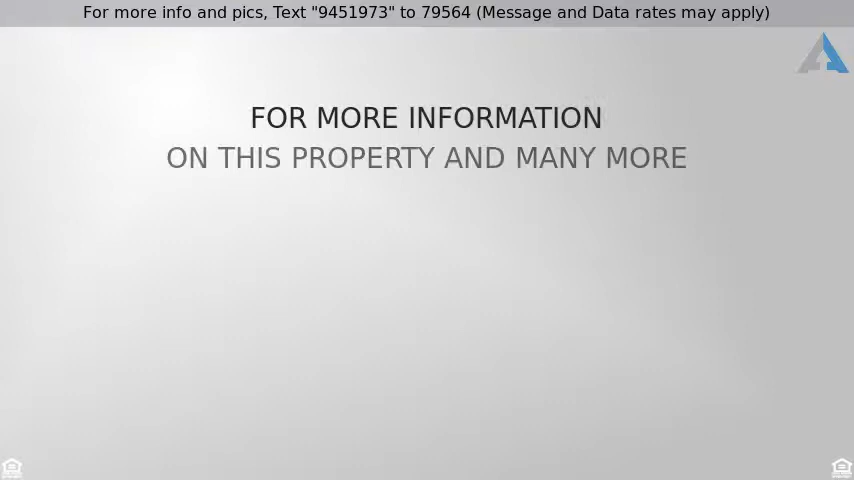 For more info and pics, Text "9451973" to 79564 (Message and Data rates may apply)
FOR MORE INFORMATION
ON THIS PROPERTY AND MANY MORE